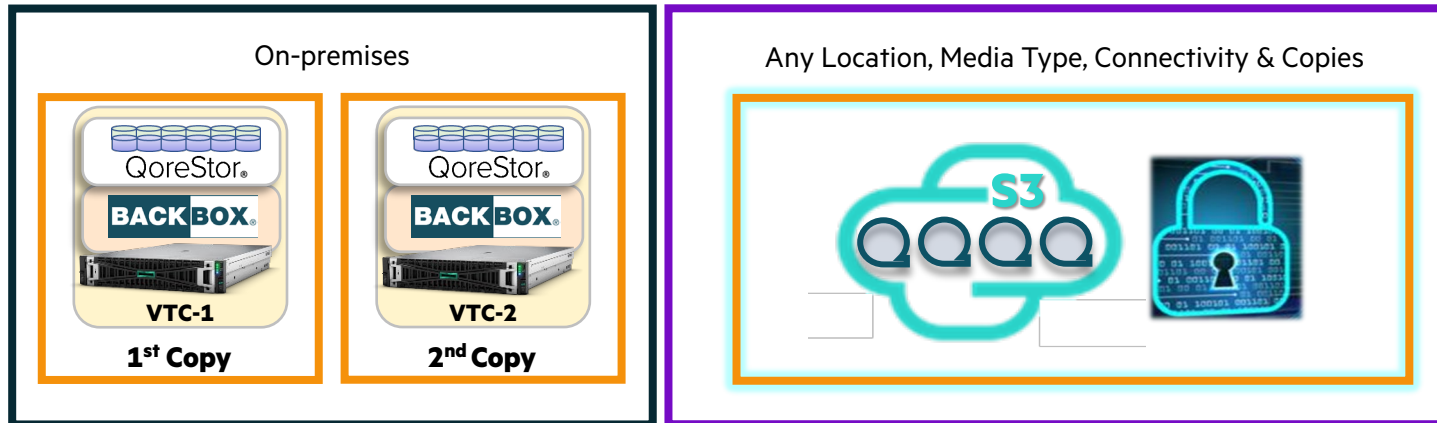 On-premises
QoreStor®
BACKBOX®
VTC-1
1st Copy
QoreStor®
BACKBOX®
VTC-2
2nd Copy
Any Location, Media Type, Connectivity & Copies
S3